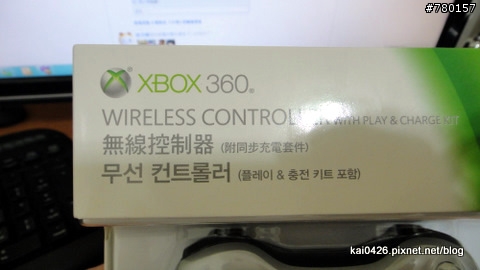 #780157
XBOX 360®
WIRELESS CONTROLLER WITH PLAY & CHARGE KIT
無線控制器 (附同步充電套件)
무선 컨트롤러 (플레이 & 충전 키트 포함)
kai0426.pixnet.net/blog